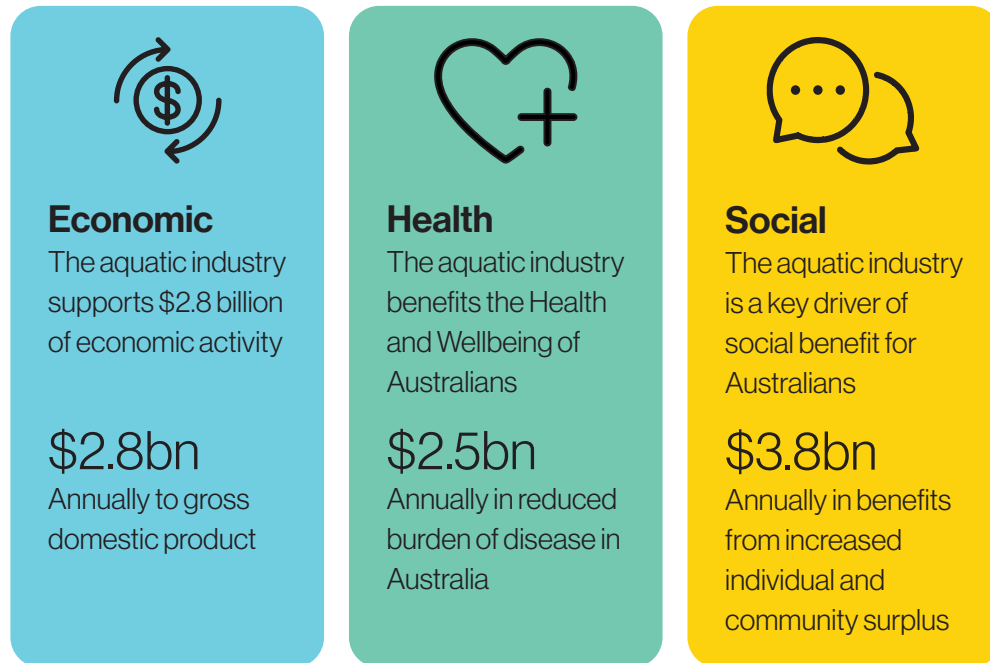 Economic
The aquatic industry
supports $2.8 billion
of economic activity
$2.8bn
Annually to gross
domestic product
Health
The aquatic industry
benefits the Health
and Wellbeing of
Australians
$2.5bn
Annually in reduced
burden of disease in
Australia
Social
The aquatic industry
is a key driver of
social benefit for
Australians
$3.8bn
Annually in benefits
from increased
individual and
community surplus